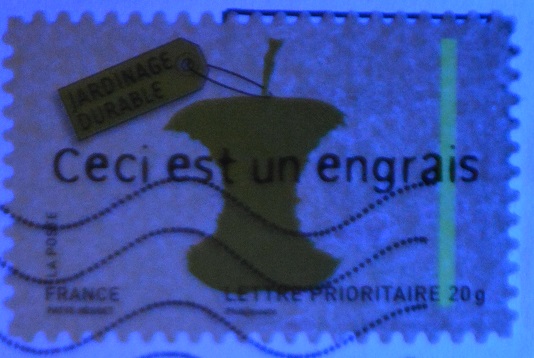 JARDINAGE
DURABLE
Ceci est un engrais
LA POSTE
FRANCE
LETTRE PRIORITAIRE 20g